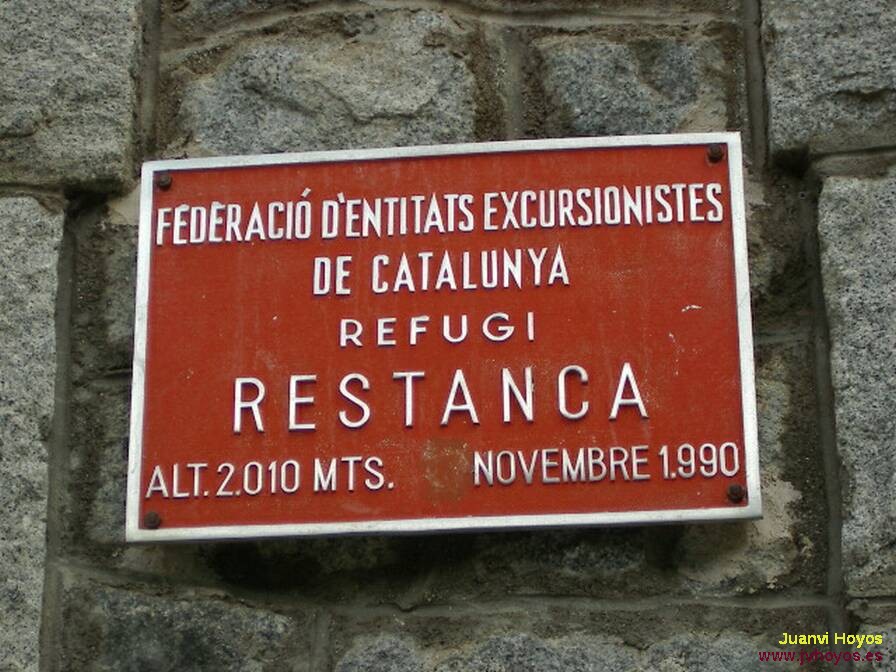 FEDERACIÓ D'ENTITATS EXCURSIONISTES
DE CATALUNYA
REFUGI
RESTANCA
ALT. 2.010 MTS. NOVEMBRE 1.990
Juanvi Hoyos
www.jvhoyos.es